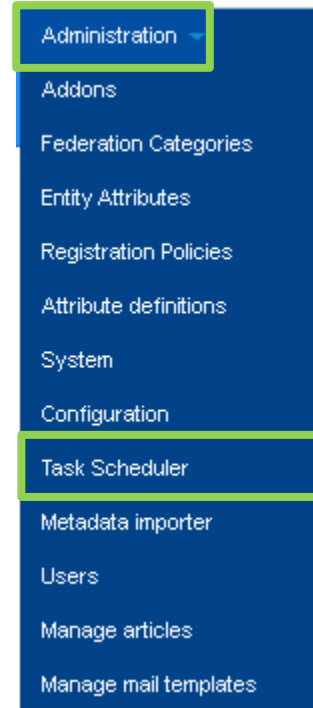 Administration
Addons
Federation Categories
Entity Attributes
Registration Policies
Attribute definitions
System
Configuration
Task Scheduler
Metadata importer
Users
Manage articles
Manage mail templates